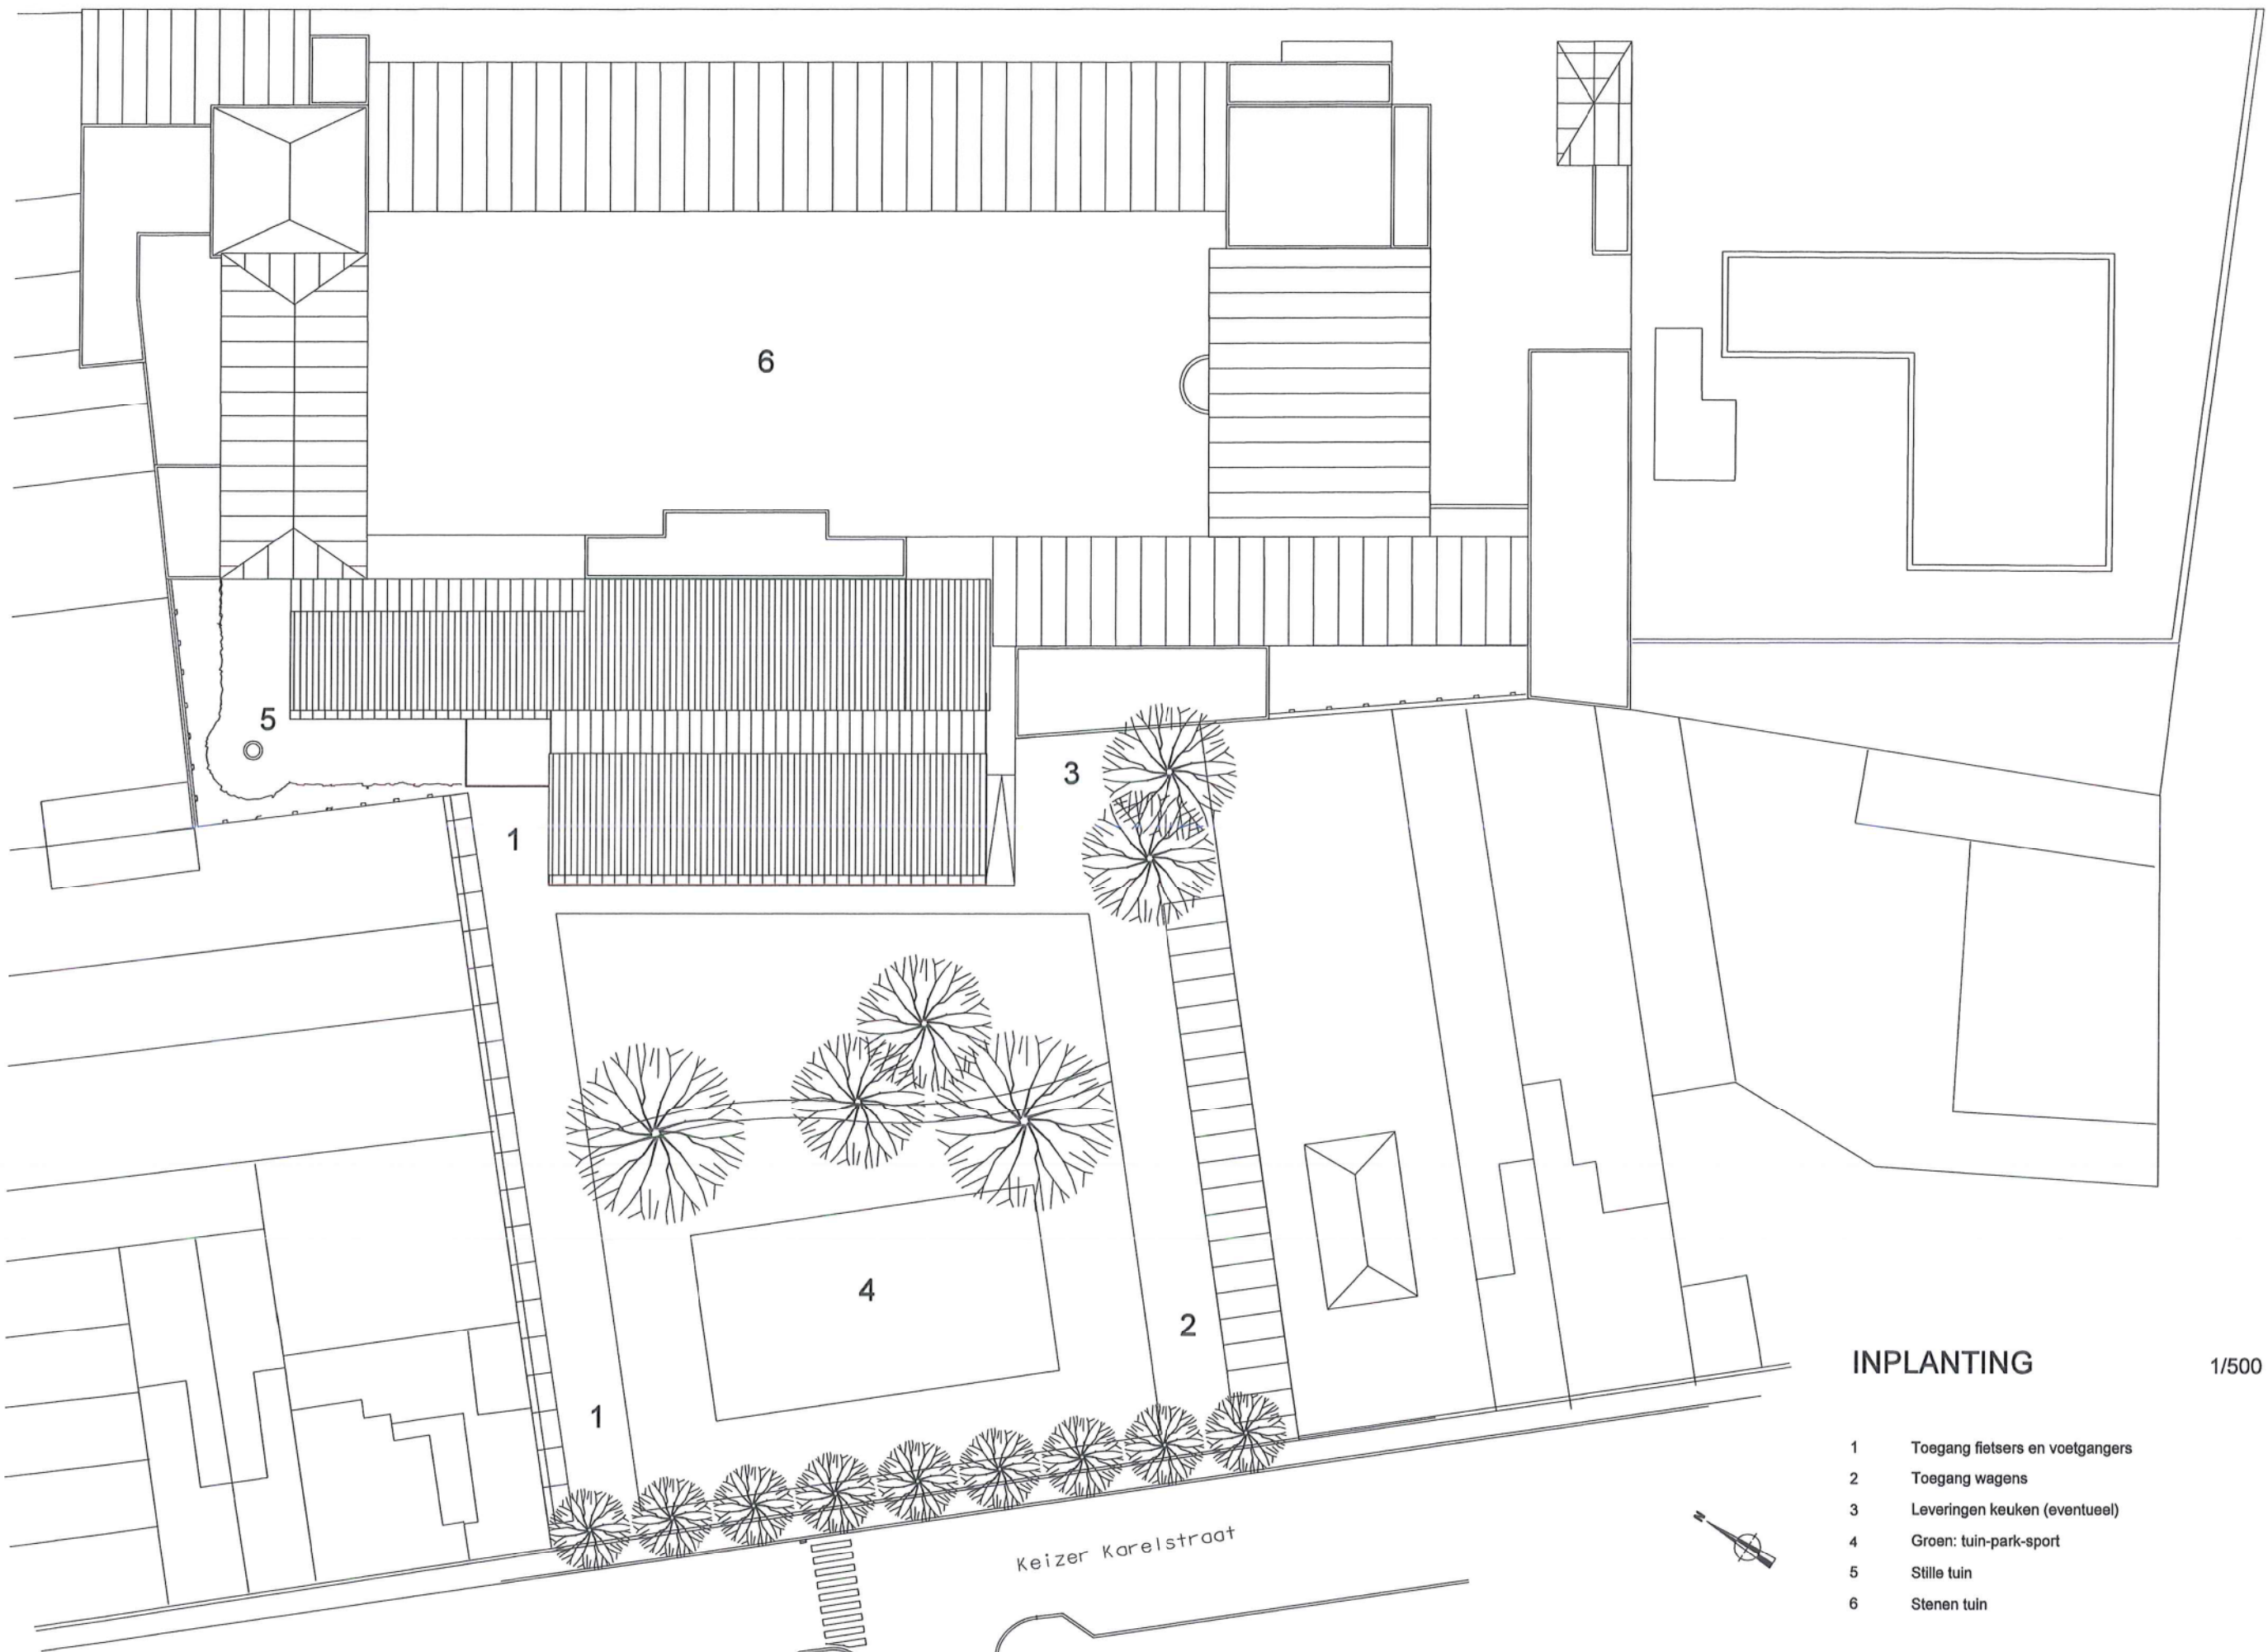 6
5
3
1
4
2
1
INPLANTING 1/500
1 Toegang fietsers en voetgangers
2 Toegang wagens
3 Leveringen keuken (eventueel)
4 Groen: tuin-park-sport
5 Stille tuin
6 Stenen tuin
N
Keizer Karelstraat